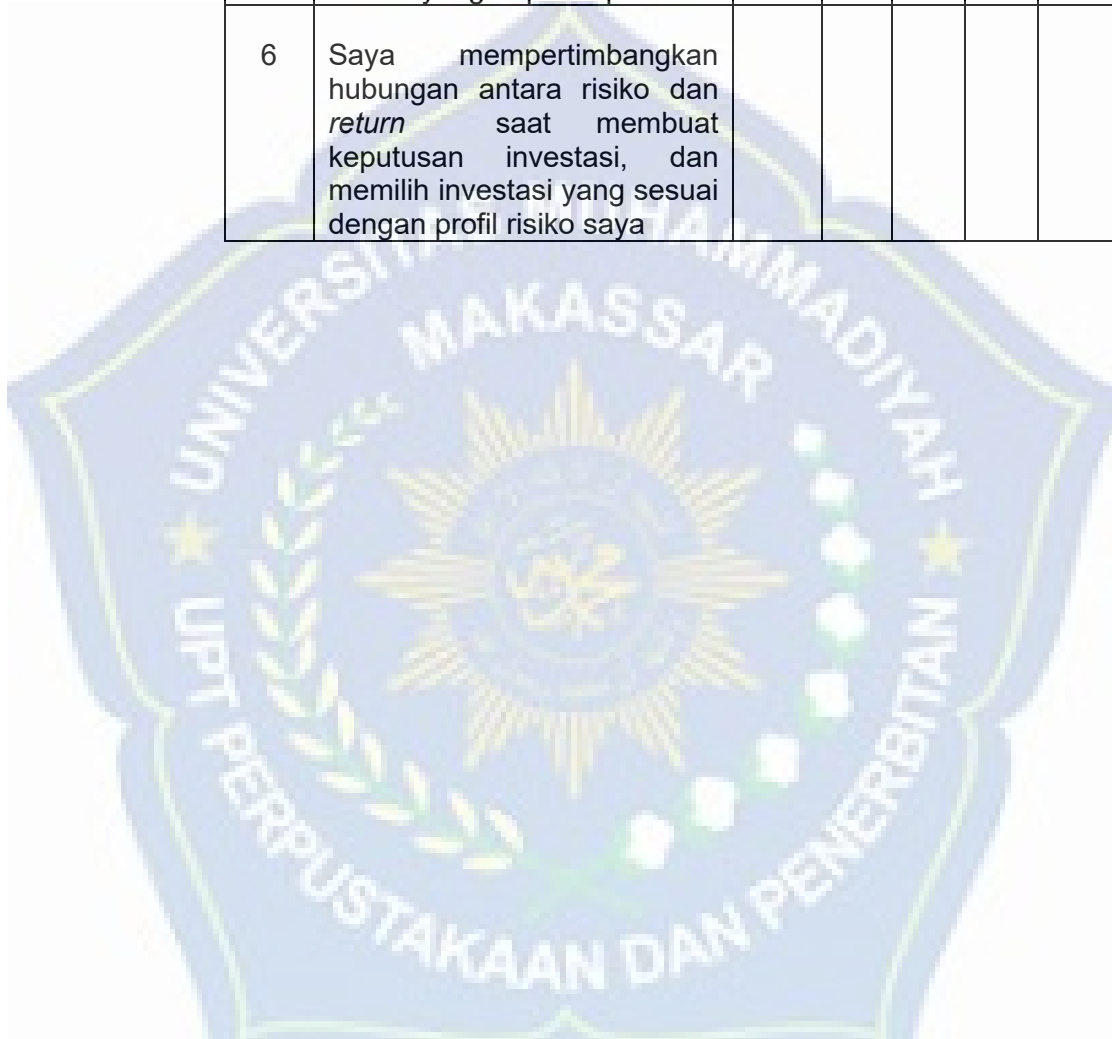 6
Saya mempertimbangkan
hubungan antara risiko dan
return saat membuat
keputusan investasi, dan
memilih investasi yang sesuai
dengan profil risiko saya
UNIVERSITAS MUHAMMADIYAH
MAKASSAR
UPT PERPUSTAKAAN DAN PENERBITAN